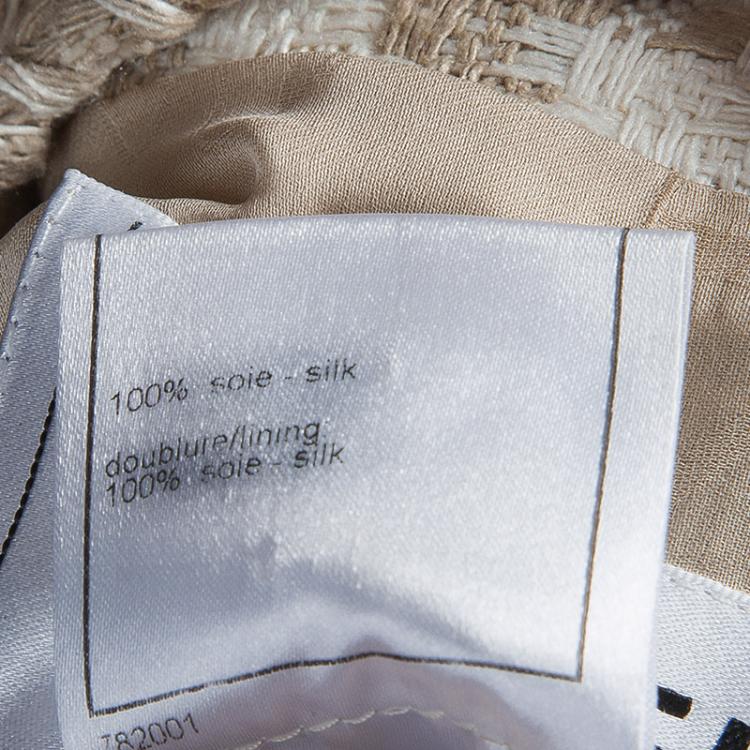 100% soie - silk
doublure/lining:
100% soie - silk
782001